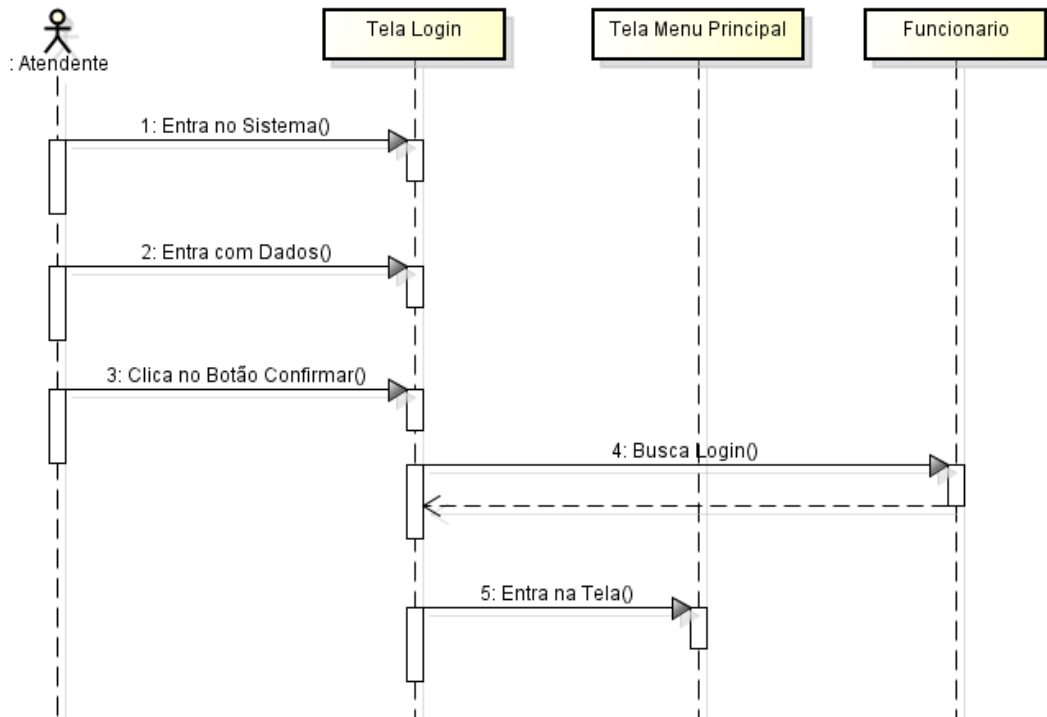 : Atendente
Tela Login
Tela Menu Principal
Funcionario
1: Entra no Sistema()
2: Entra com Dados()
3: Clica no Botão Confirmar()
4: Busca Login()
5: Entra na Tela()